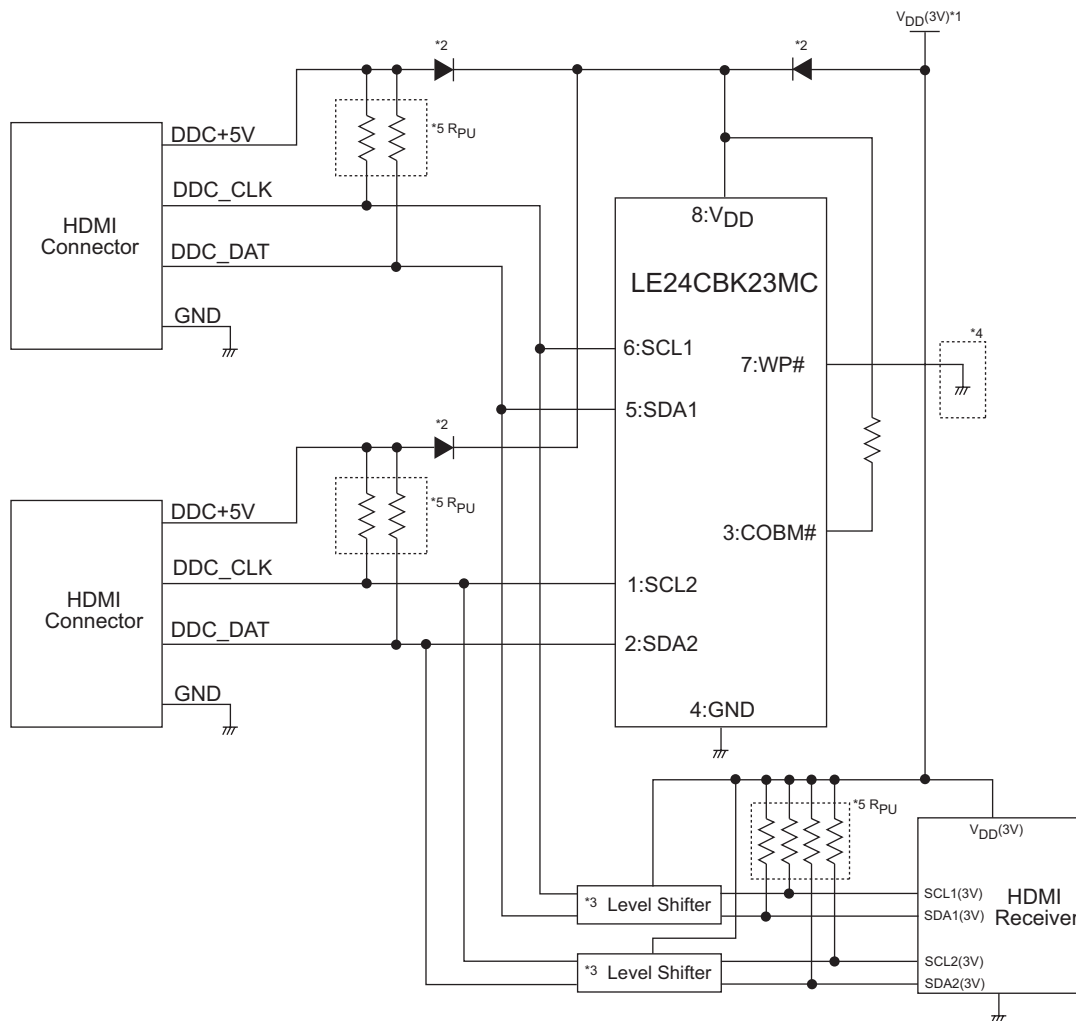 VDD(3V)*1
*2
*2
*5 RPU
DDC+5V
DDC_CLK
DDC_DAT
GND
HDMI
Connector
8:VDD
LE24CBK23MC
6:SCL1
5:SDA1
7:WP#
*4
*2
*5 RPU
DDC+5V
DDC_CLK
DDC_DAT
GND
HDMI
Connector
3:COBM#
1:SCL2
2:SDA2
4:GND
*5 RPU
VDD(3V)
*3 Level Shifter
*3 Level Shifter
SCL1(3V)
SDA1(3V)
SCL2(3V)
SDA2(3V)
HDMI
Receiver